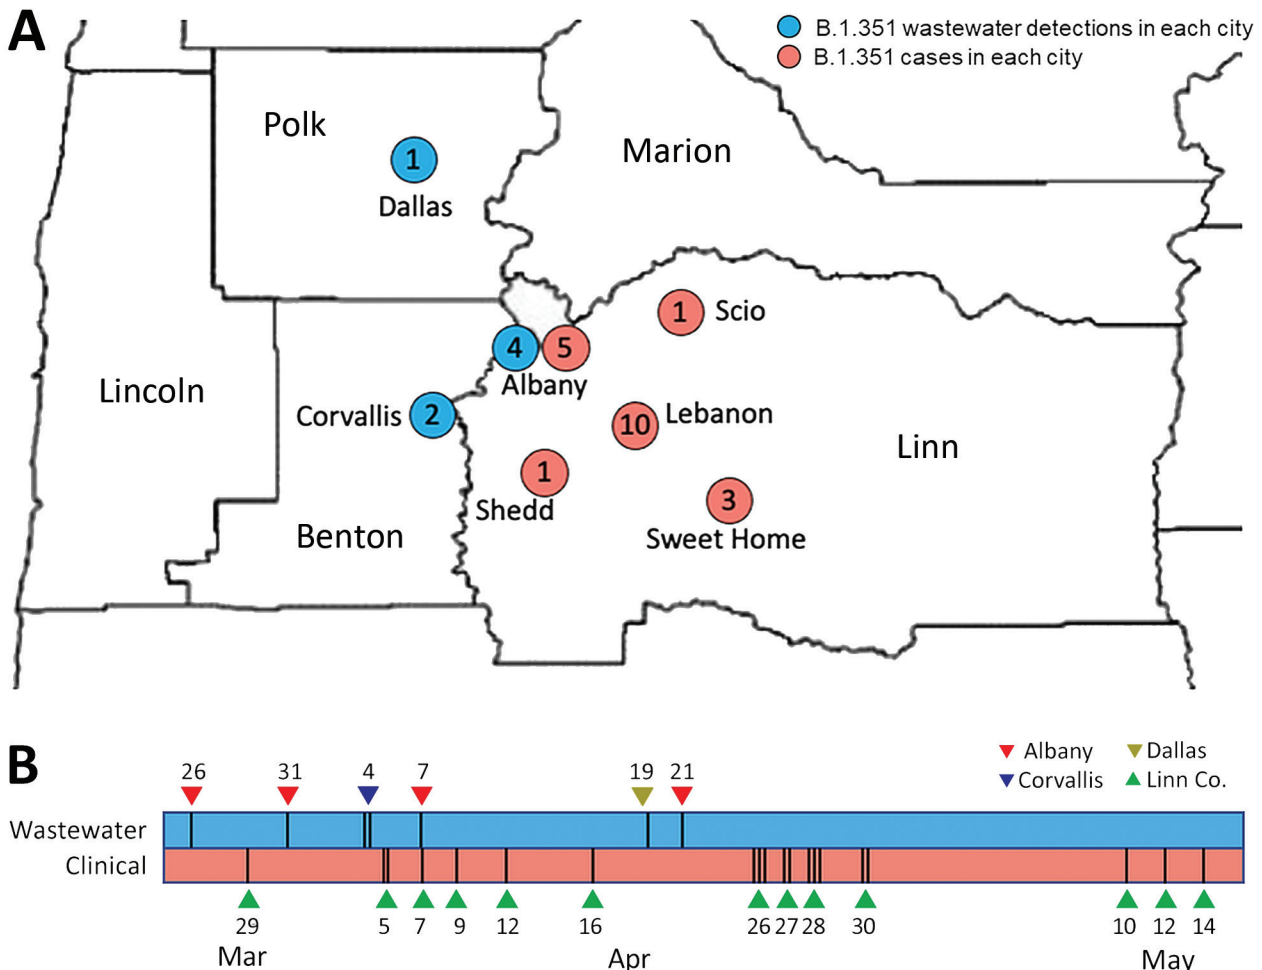 A
B.1.351 wastewater detections in each city
B.1.351 cases in each city
Polk
1
Dallas
Marion
1 Scio
4 5
Albany
Lincoln
Corvallis 2
10 Lebanon
Linn
1
Shedd
3
Sweet Home
Benton
B
Albany Dallas
Corvallis Linn Co.
26 31 4 7 19 21
Wastewater
Clinical
29 5 7 9 12 16 26 27 28 30 10 12 14
Mar Apr May